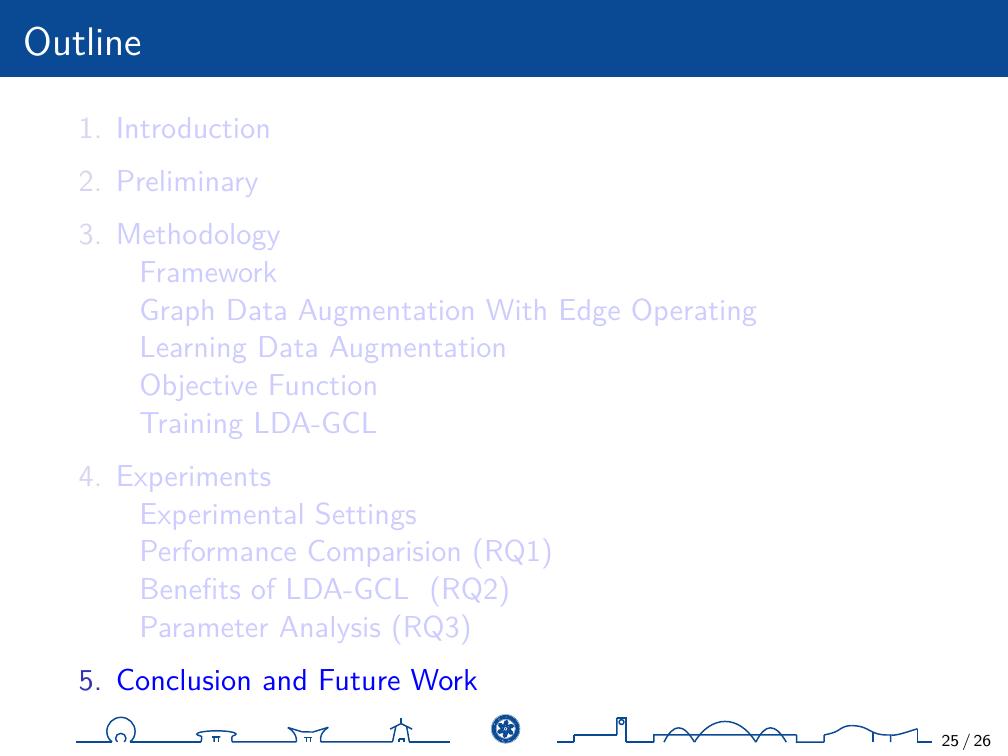 Outline
1. Introduction
2. Preliminary
3. Methodology
Framework
Graph Data Augmentation With Edge Operating
Learning Data Augmentation
Objective Function
Training LDA-GCL
4. Experiments
Experimental Settings
Performance Comparision (RQ1)
Benefits of LDA-GCL (RQ2)
Parameter Analysis (RQ3)
5. Conclusion and Future Work
25 / 26